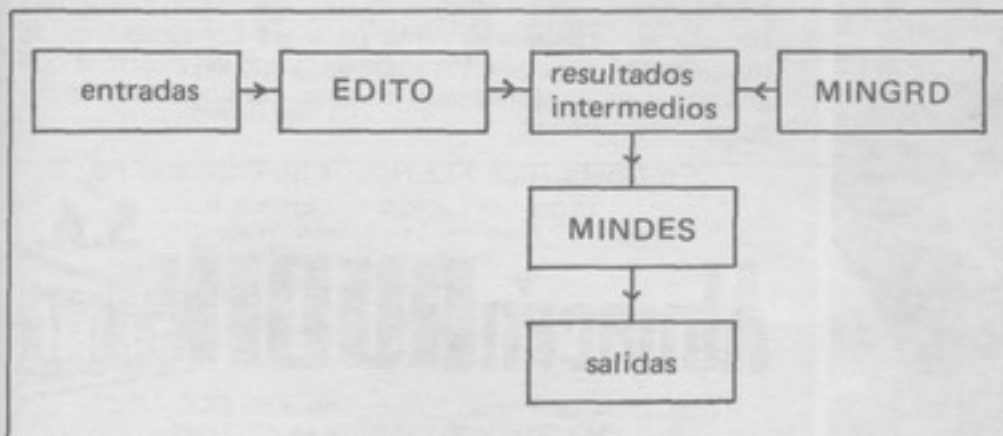 entradas
EDITO
resultados
intermedios
MINGRD
MINDES
salidas